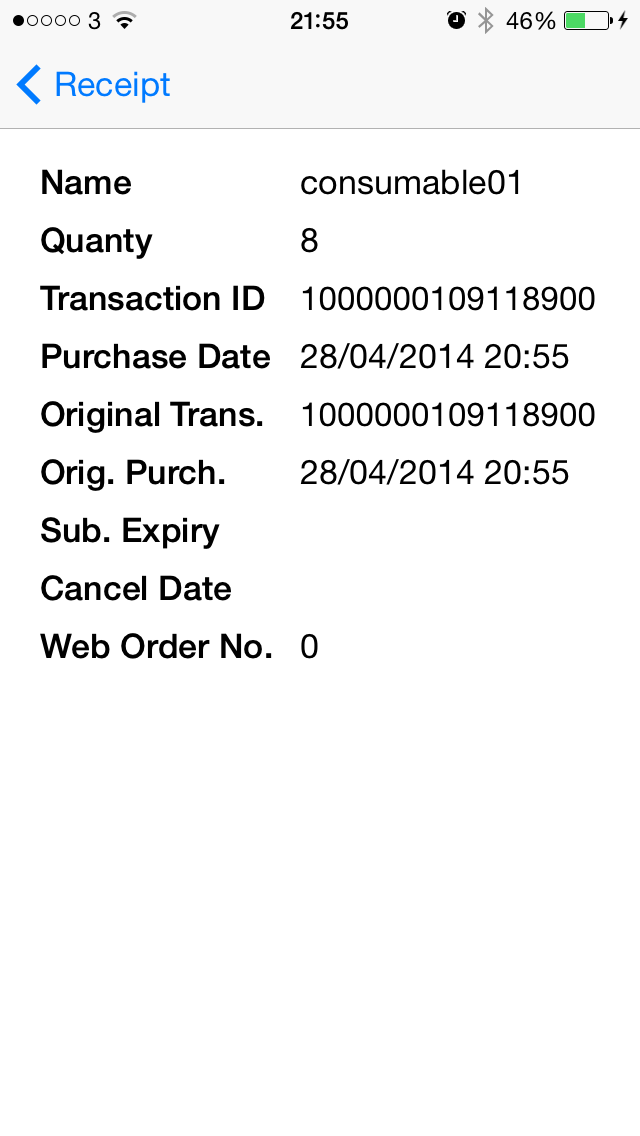 3 21:55 46%
Receipt
Name consumable01
Quanty 8
Transaction ID 1000000109118900
Purchase Date 28/04/2014 20:55
Original Trans. 1000000109118900
Orig. Purch. 28/04/2014 20:55
Sub. Expiry
Cancel Date
Web Order No. 0